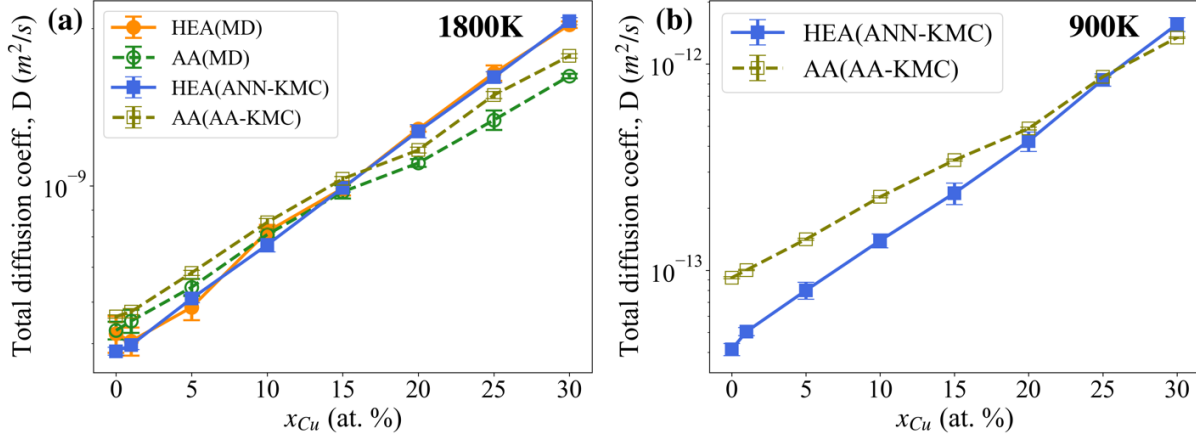 (a)
1800K
HEA(MD)
AA(MD)
HEA(ANN-KMC)
AA(AA-KMC)
Total diffusion coeff., D (m²/s)
10⁻⁹
0 5 10 15 20 25 30
x_Cu (at. %)
(b)
900K
HEA(ANN-KMC)
AA(AA-KMC)
Total diffusion coeff., D (m²/s)
10⁻¹²
10⁻¹³
0 5 10 15 20 25 30
x_Cu (at. %)